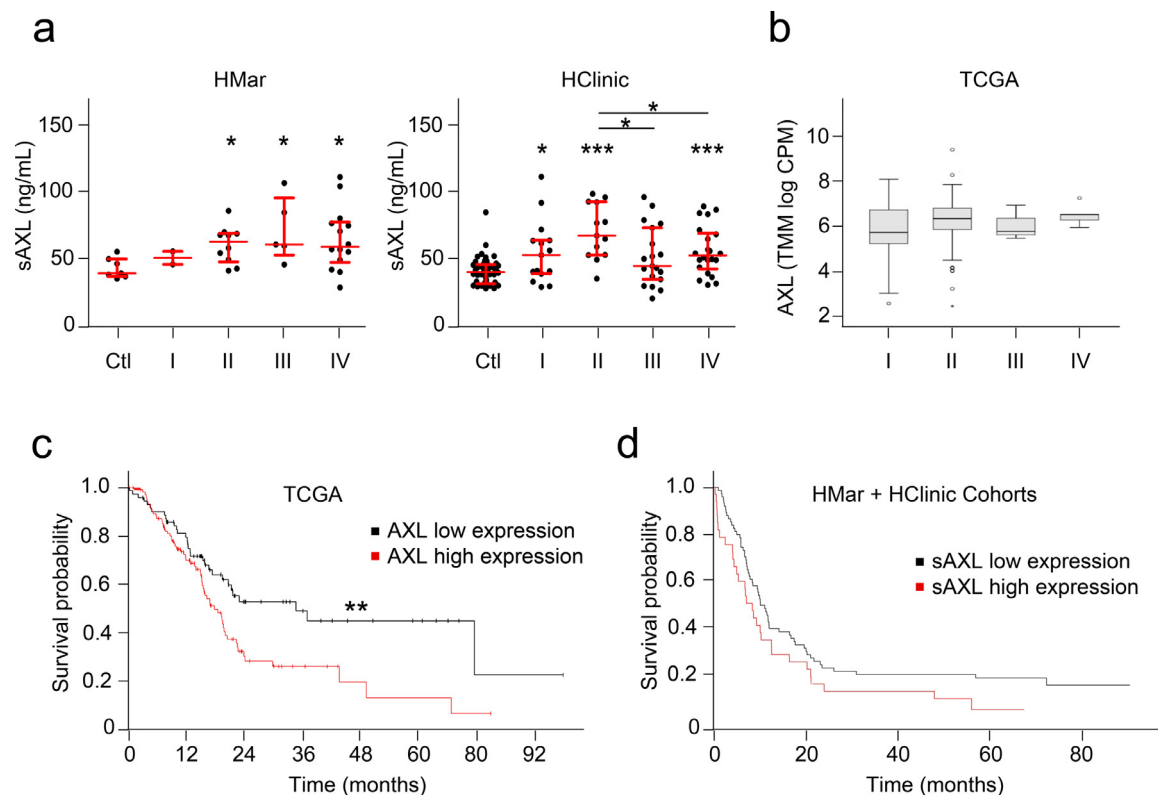 a
HMar
sAXL (ng/mL)
150
100
50
0
*
*
*
Ctl
I
II
III
IV
HClinic
sAXL (ng/mL)
150
100
50
0
*
*
*
***
***
Ctl
I
II
III
IV
b
TCGA
AXL (TMM log CPM)
10
8
6
4
2
I
II
III
IV
c
TCGA
Survival probability
1.0
0.8
0.6
0.4
0.2
0
AXL low expression
AXL high expression
**
0
12
24
36
48
60
72
80
92
Time (months)
d
HMar + HClinic Cohorts
Survival probability
1.0
0.8
0.6
0.4
0.2
0
sAXL low expression
sAXL high expression
0
20
40
60
80
Time (months)